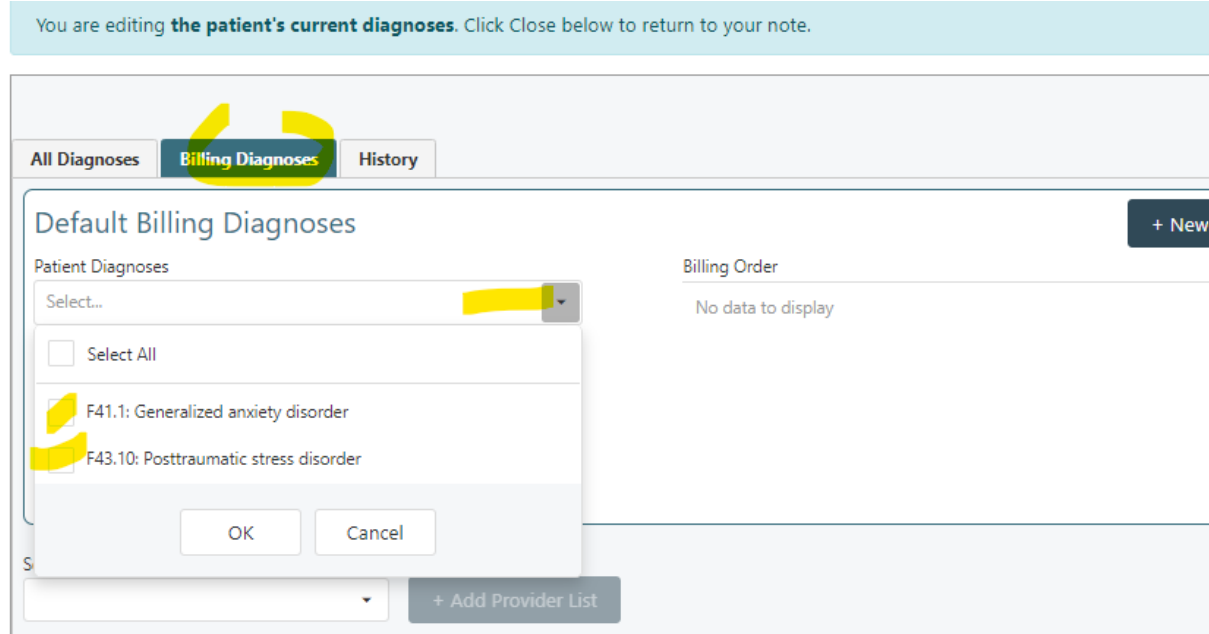 You are editing the patient's current diagnoses. Click Close below to return to your note.
All Diagnoses
Billing Diagnoses
History
Default Billing Diagnoses
+ New
Patient Diagnoses
Billing Order
Select...
No data to display
Select All
F41.1: Generalized anxiety disorder
F43.10: Posttraumatic stress disorder
OK
Cancel
+ Add Provider List